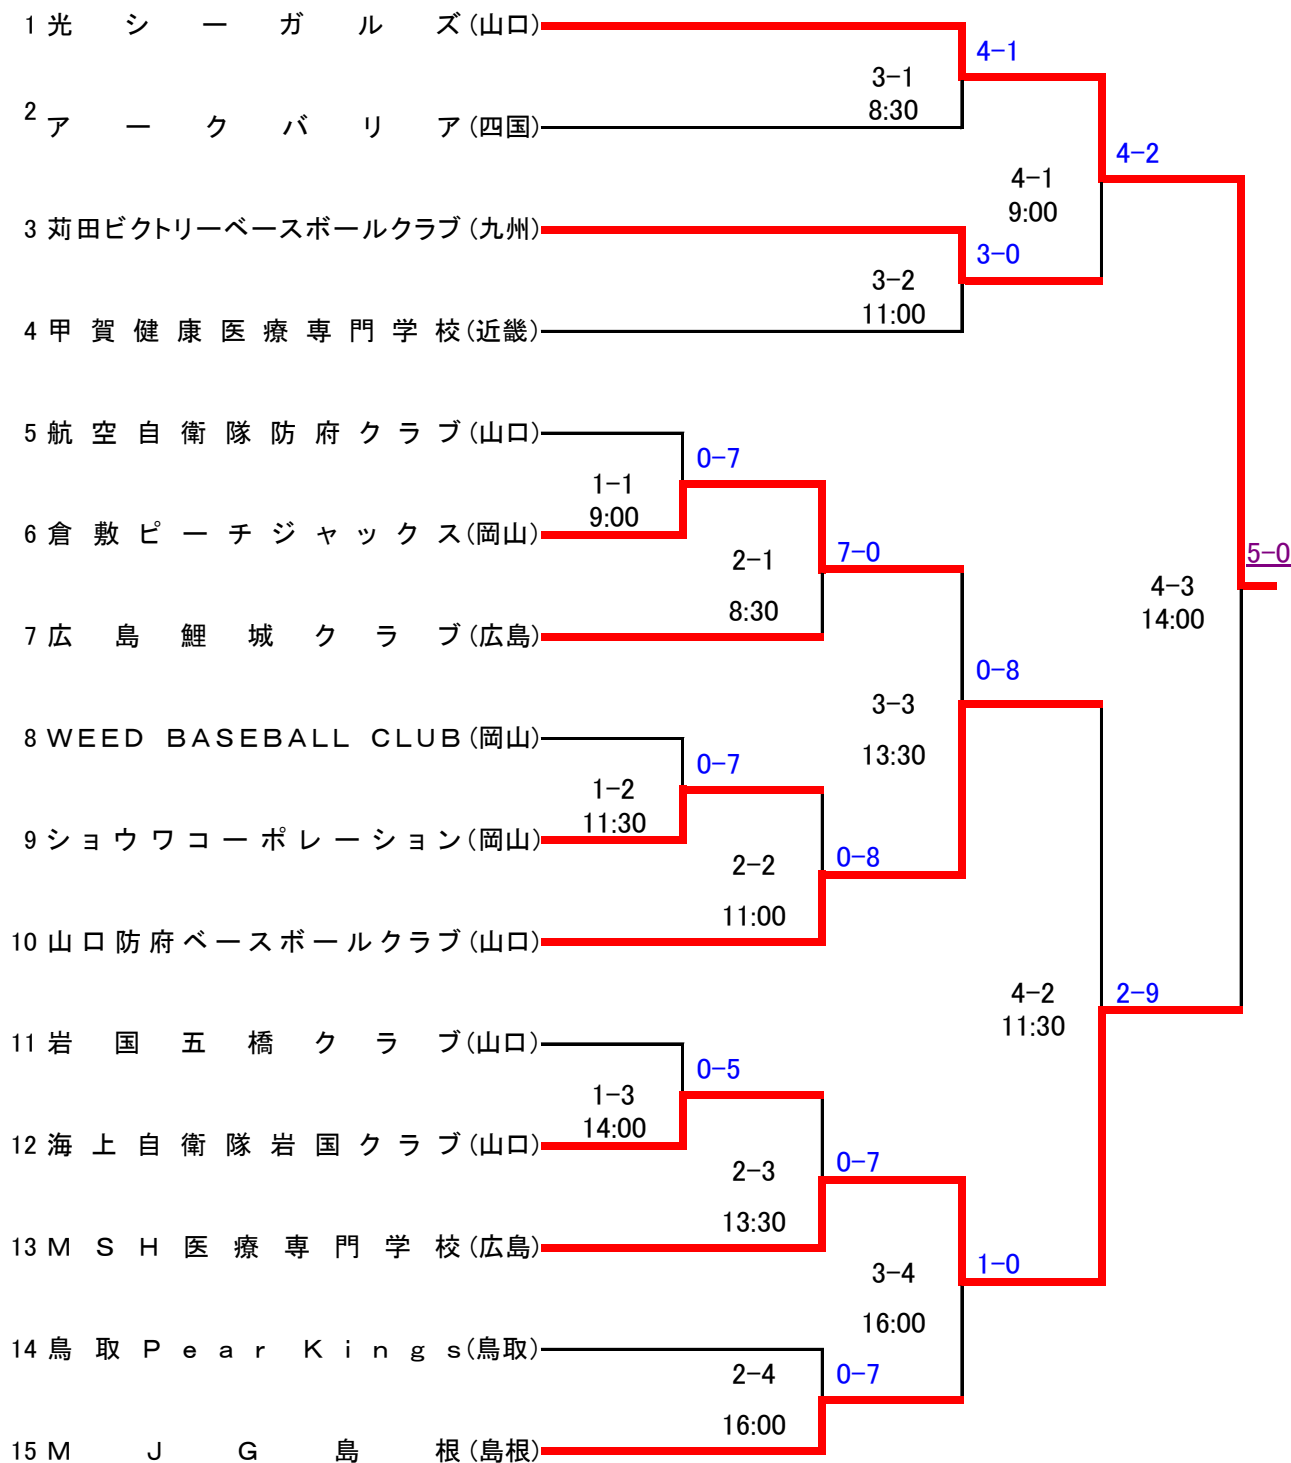 1 光シーガルズ(山口)
4-1
3-1
8:30
2 アークバリア(四国)
4-2
4-1
9:00
3 苅田ビクトリーベースボールクラブ(九州)
3-0
3-2
11:00
4 甲賀健康医療専門学校(近畿)
5 航空自衛隊防府クラブ(山口)
0-7
1-1
9:00
6 倉敷ピーチジャックス(岡山)
7-0
2-1
8:30
5-0
4-3
14:00
7 広島鯉城クラブ(広島)
0-8
3-3
13:30
8 WEED BASEBALL CLUB(岡山)
0-7
1-2
11:30
9 ショウワコーポレーション(岡山)
0-8
2-2
11:00
10 山口防府ベースボールクラブ(山口)
4-2
11:30
2-9
11 岩国五橋クラブ(山口)
0-5
1-3
14:00
12 海上自衛隊岩国クラブ(山口)
0-7
2-3
13:30
13 MSH医療専門学校(広島)
1-0
3-4
16:00
14 鳥取Pear Kings(鳥取)
0-7
2-4
16:00
15 MJG島根(島根)